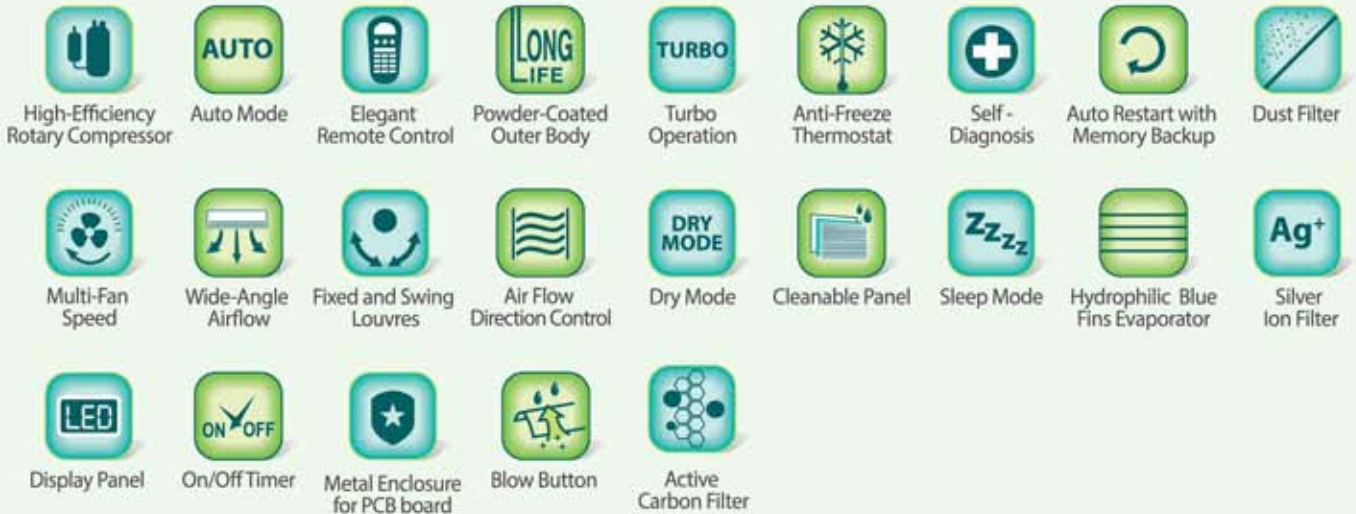 AUTO
LONG
LIFE
TURBO
High-Efficiency
Rotary Compressor
Auto Mode
Elegant
Remote Control
Powder-Coated
Outer Body
Turbo
Operation
Anti-Freeze
Thermostat
Self -
Diagnosis
Auto Restart with
Memory Backup
Dust Filter
DRY
MODE
ZZZZ
Ag+
Multi-Fan
Speed
Wide-Angle
Airflow
Fixed and Swing
Louvres
Air Flow
Direction Control
Dry Mode
Cleanable Panel
Sleep Mode
Hydrophilic Blue
Fins Evaporator
Silver
Ion Filter
LED
ON OFF
Display Panel
On/Off Timer
Metal Enclosure
for PCB board
Blow Button
Active
Carbon Filter